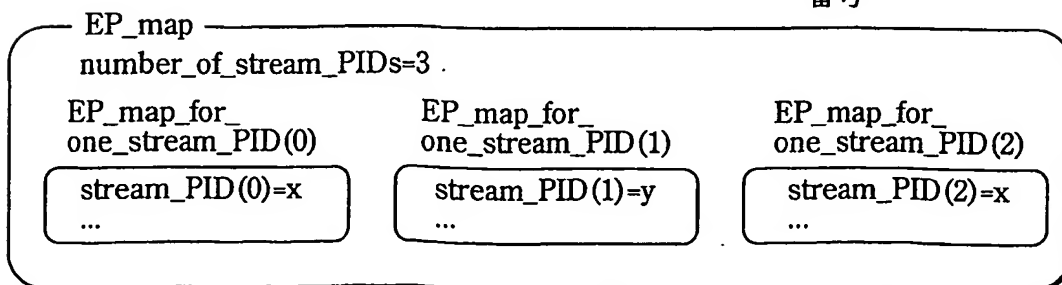 EP_map
number_of_stream_PIDs=3
EP_map_for_
one_stream_PID(0)
stream_PID(0)=x
...
EP_map_for_
one_stream_PID(1)
stream_PID(1)=y
...
EP_map_for_
one_stream_PID(2)
stream_PID(2)=x
...